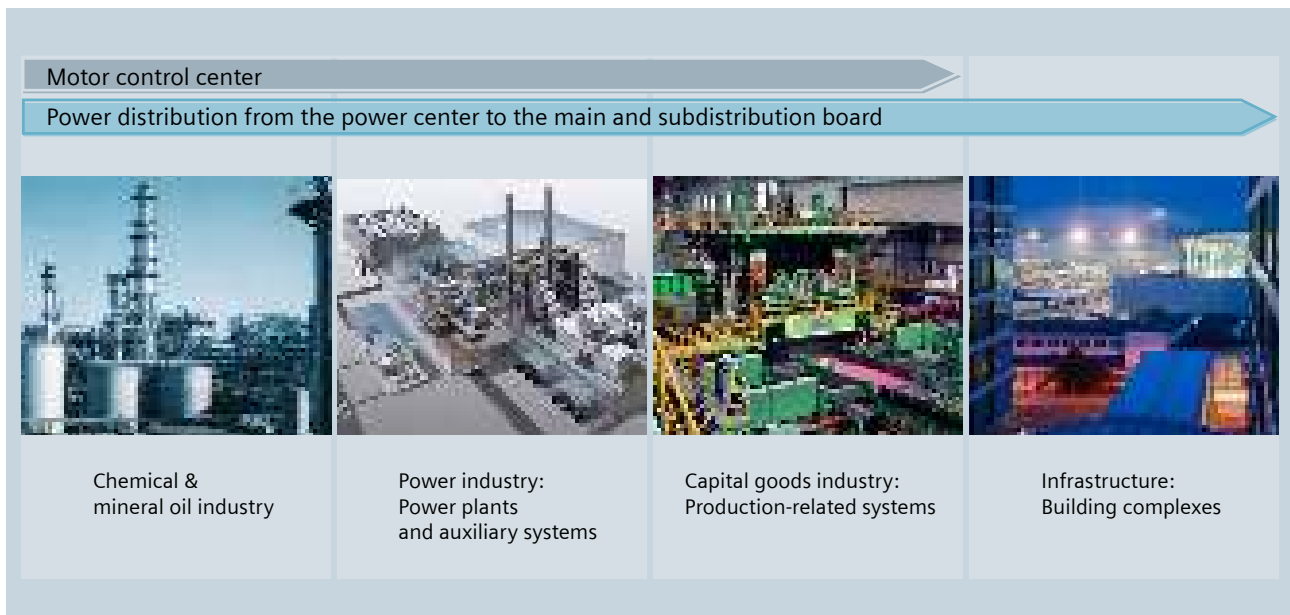 Motor control center
Power distribution from the power center to the main and subdistribution board
Chemical &
mineral oil industry
Power industry:
Power plants
and auxiliary systems
Capital goods industry:
Production-related systems
Infrastructure:
Building complexes